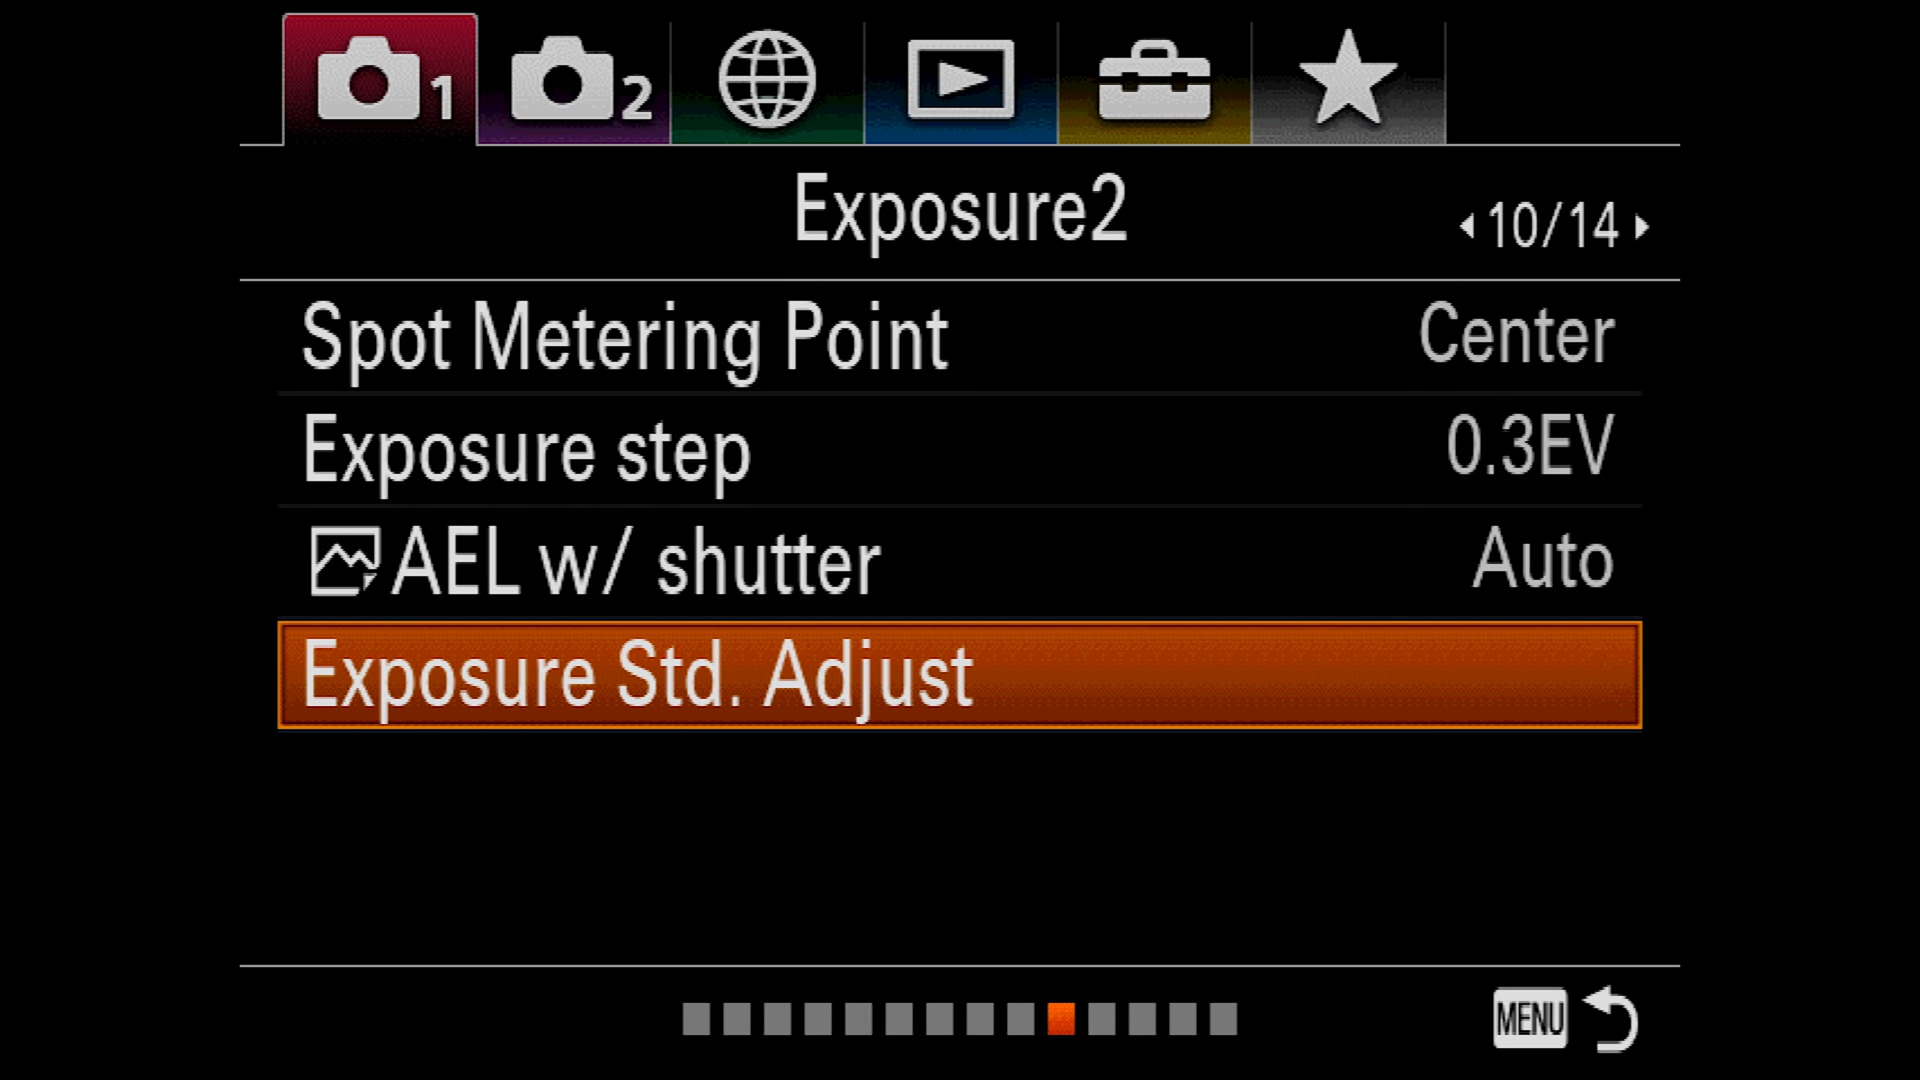 1 2
Exposure2
10/14
Spot Metering Point Center
Exposure step 0.3EV
AEL w/ shutter Auto
Exposure Std. Adjust
MENU